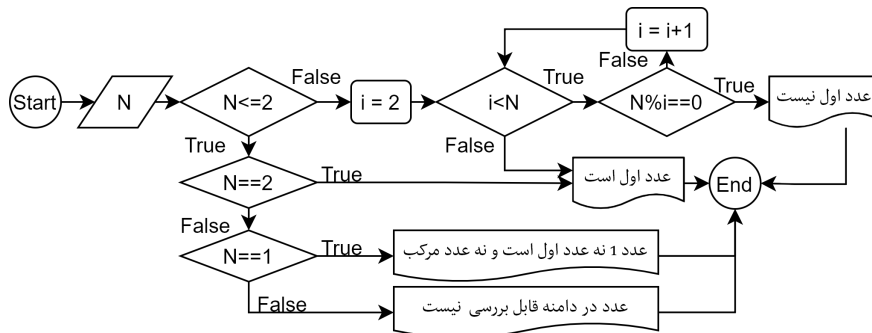 i = i+1
False
True
False
True
Start
N
N<=2
i = 2
i<N
N%i==0
عدد اول نیست
True
False
N==2
True
عدد اول است
End
False
N==1
True
عدد 1 نه عدد اول است و نه عدد مرکب
False
عدد در دامنه قابل بررسی نیست